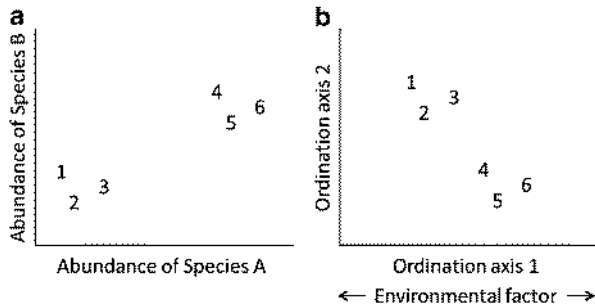 a
Abundance of Species B
1
2
3
4
5
6
Abundance of Species A
b
Ordination axis 2
1
2
3
4
5
6
Ordination axis 1
← Environmental factor →